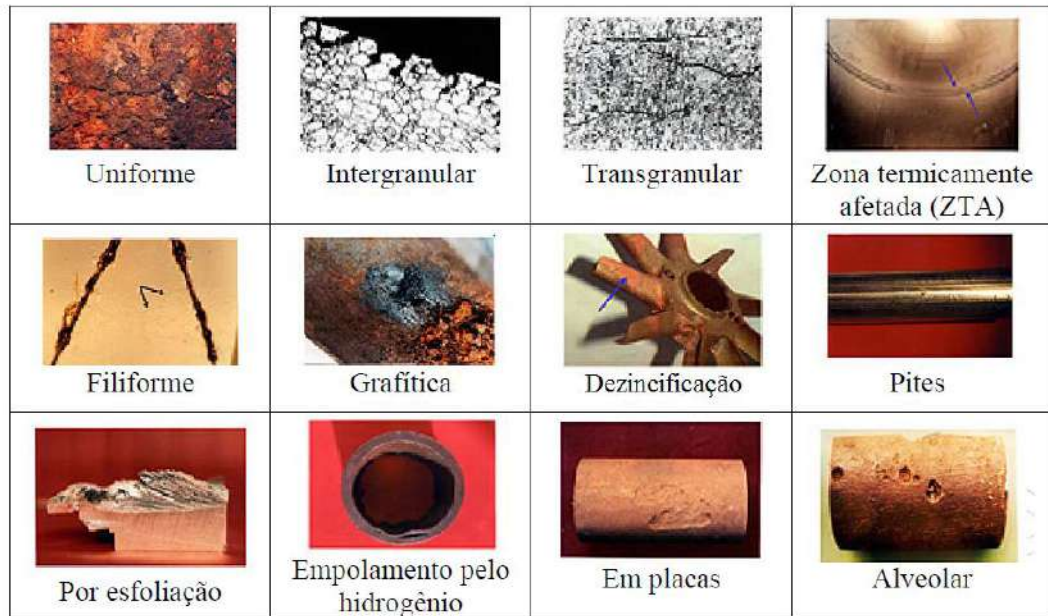 Uniforme
Intergranular
Transgranular
Zona termicamente
afetada (ZTA)
Filiforme
Grafítica
Dezincificação
Pites
Por esfoliação
Empolamento pelo
hidrogênio
Em placas
Alveolar